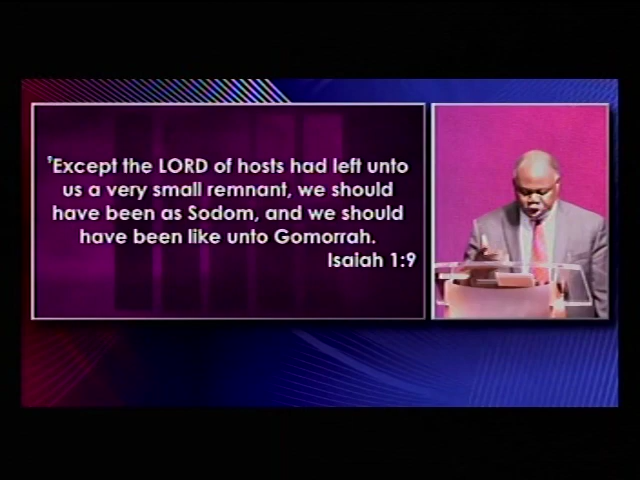 ⁹Except the LORD of hosts had left unto
us a very small remnant, we should
have been as Sodom, and we should
have been like unto Gomorrah.
Isaiah 1:9